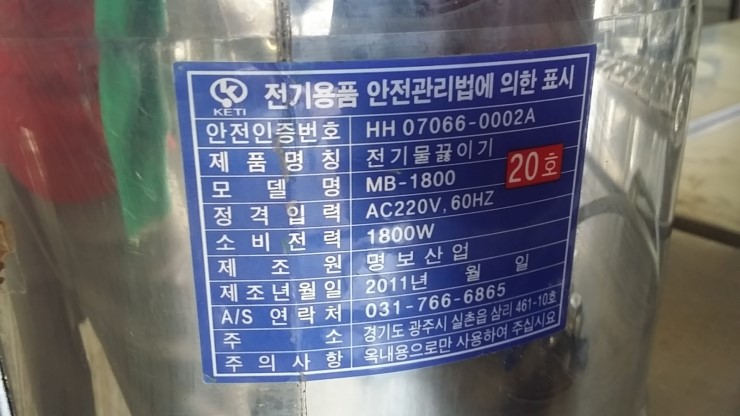 KETI 전기용품 안전관리법에 의한 표시
안전인증번호 HH 07066-0002A
제품명칭 전기물끓이기
20호
모델명 MB-1800
정격입력 AC220V, 60HZ
소비전력 1800W
제조원 명보산업
제조년월일 2011년 월 일
A/S 연락처 031-766-6865
주소 경기도 광주시 실촌읍 삼리 461-10호
주의사항 옥내용으로만 사용하여 주십시요